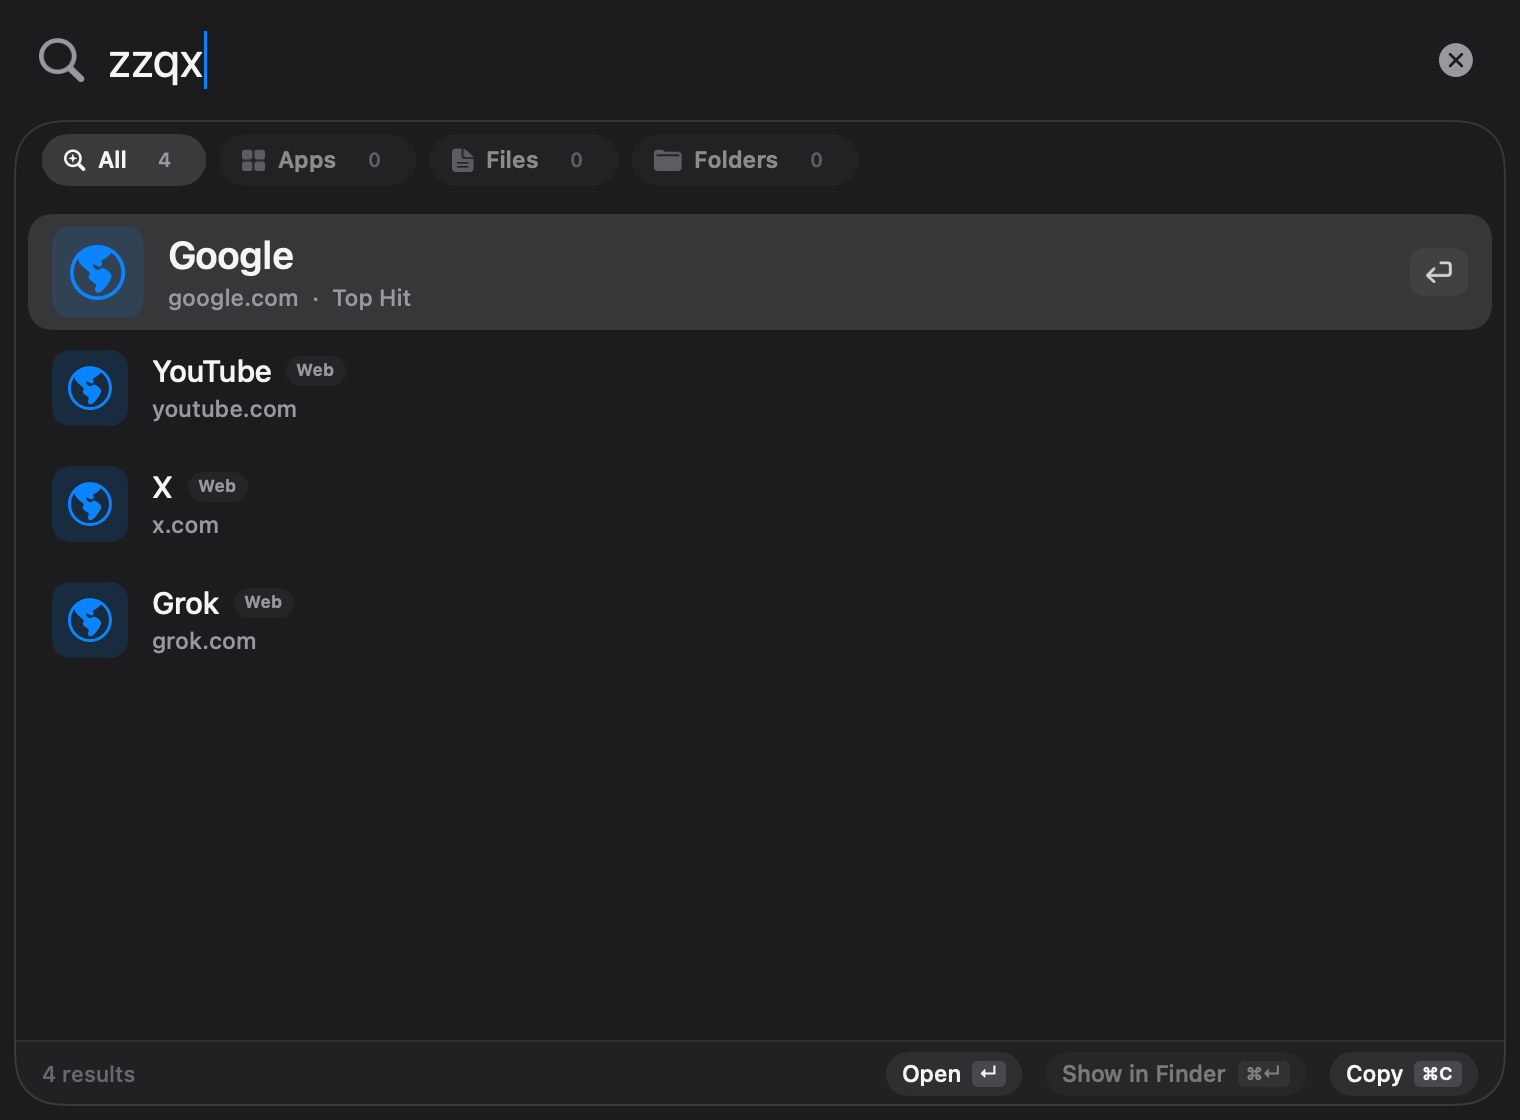 zzqx
All 4 Apps 0 Files 0 Folders 0
Google
google.com · Top Hit
YouTube Web
youtube.com
X Web
x.com
Grok Web
grok.com
4 results Open ↵ Show in Finder ⌘↵ Copy ⌘C